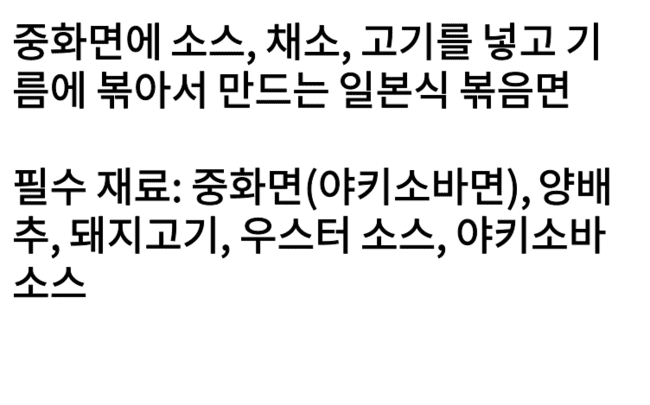 중화면에 소스, 채소, 고기를 넣고 기
름에 볶아서 만드는 일본식 볶음면
필수 재료: 중화면(야키소바면), 양배
추, 돼지고기, 우스터 소스, 야키소바
소스